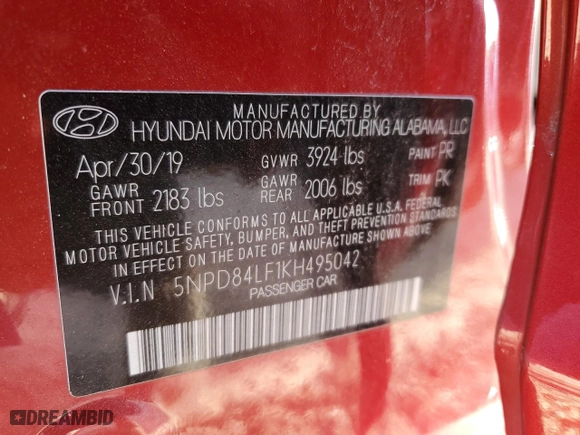 MANUFACTURED BY
HYUNDAI MOTOR MANUFACTURING ALABAMA, LLC
Apr/30/19 GVWR 3924 lbs PAINT PR
GAWR FRONT 2183 lbs GAWR REAR 2006 lbs TRIM PK
THIS VEHICLE CONFORMS TO ALL APPLICABLE U.S.A. FEDERAL
MOTOR VEHICLE SAFETY, BUMPER, AND THEFT PREVENTION STANDARDS
IN EFFECT ON THE DATE OF MANUFACTURE SHOWN ABOVE.
V.I.N 5NPD84LF1KH495042
PASSENGER CAR
DREAMBID